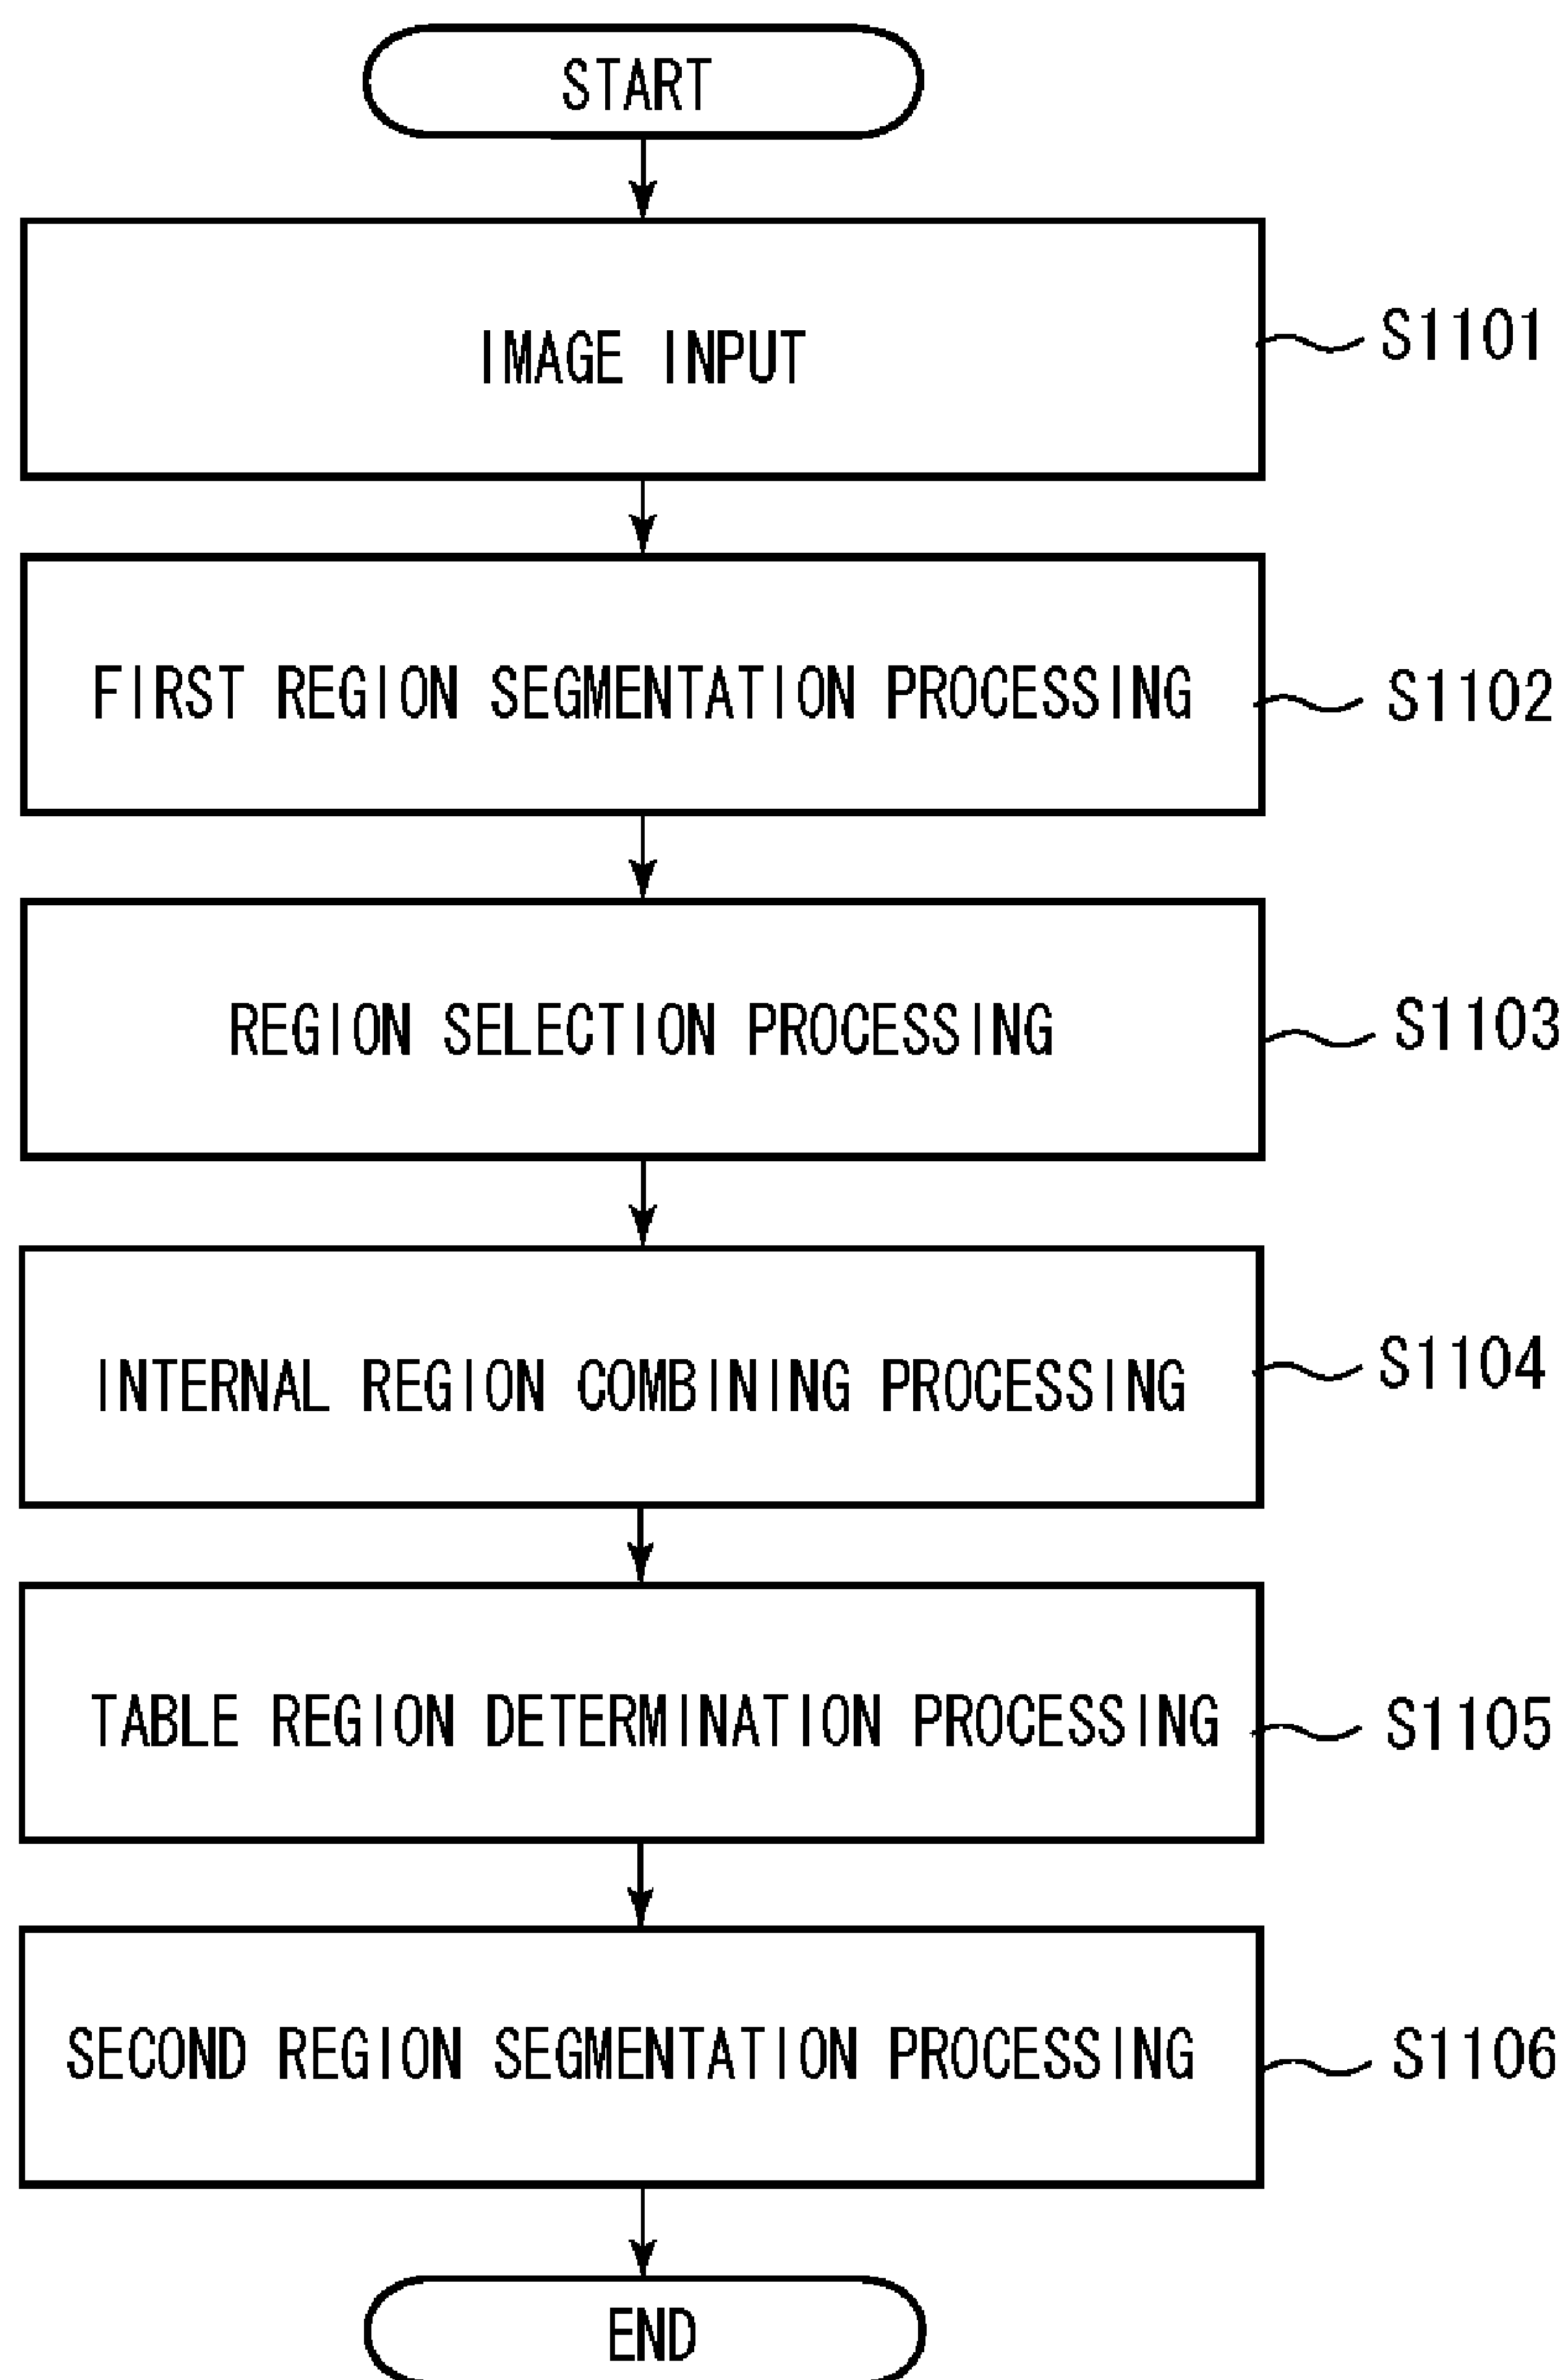 START
IMAGE INPUT
S1101
FIRST REGION SEGMENTATION PROCESSING
S1102
REGION SELECTION PROCESSING
S1103
INTERNAL REGION COMBINING PROCESSING
S1104
TABLE REGION DETERMINATION PROCESSING
S1105
SECOND REGION SEGMENTATION PROCESSING
S1106
END